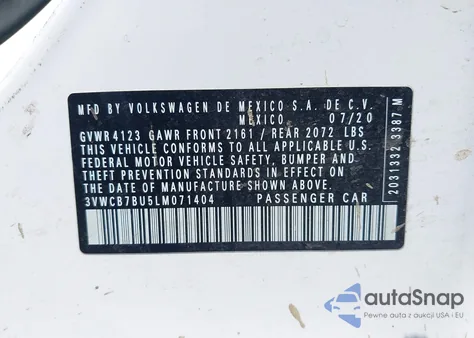 MFD BY VOLKSWAGEN DE MEXICO S.A. DE C.V.
MEXICO 07/20
GVWR 4123 GAWR FRONT 2161 / REAR 2072 LBS
THIS VEHICLE CONFORMS TO ALL APPLICABLE U.S.
FEDERAL MOTOR VEHICLE SAFETY, BUMPER AND
THEFT PREVENTION STANDARDS IN EFFECT ON
THE DATE OF MANUFACTURE SHOWN ABOVE.
3VWCB7BU5LM071404 PASSENGER CAR
2031332 3387 M
autoSnap
Pewne auta z aukcji USA i EU